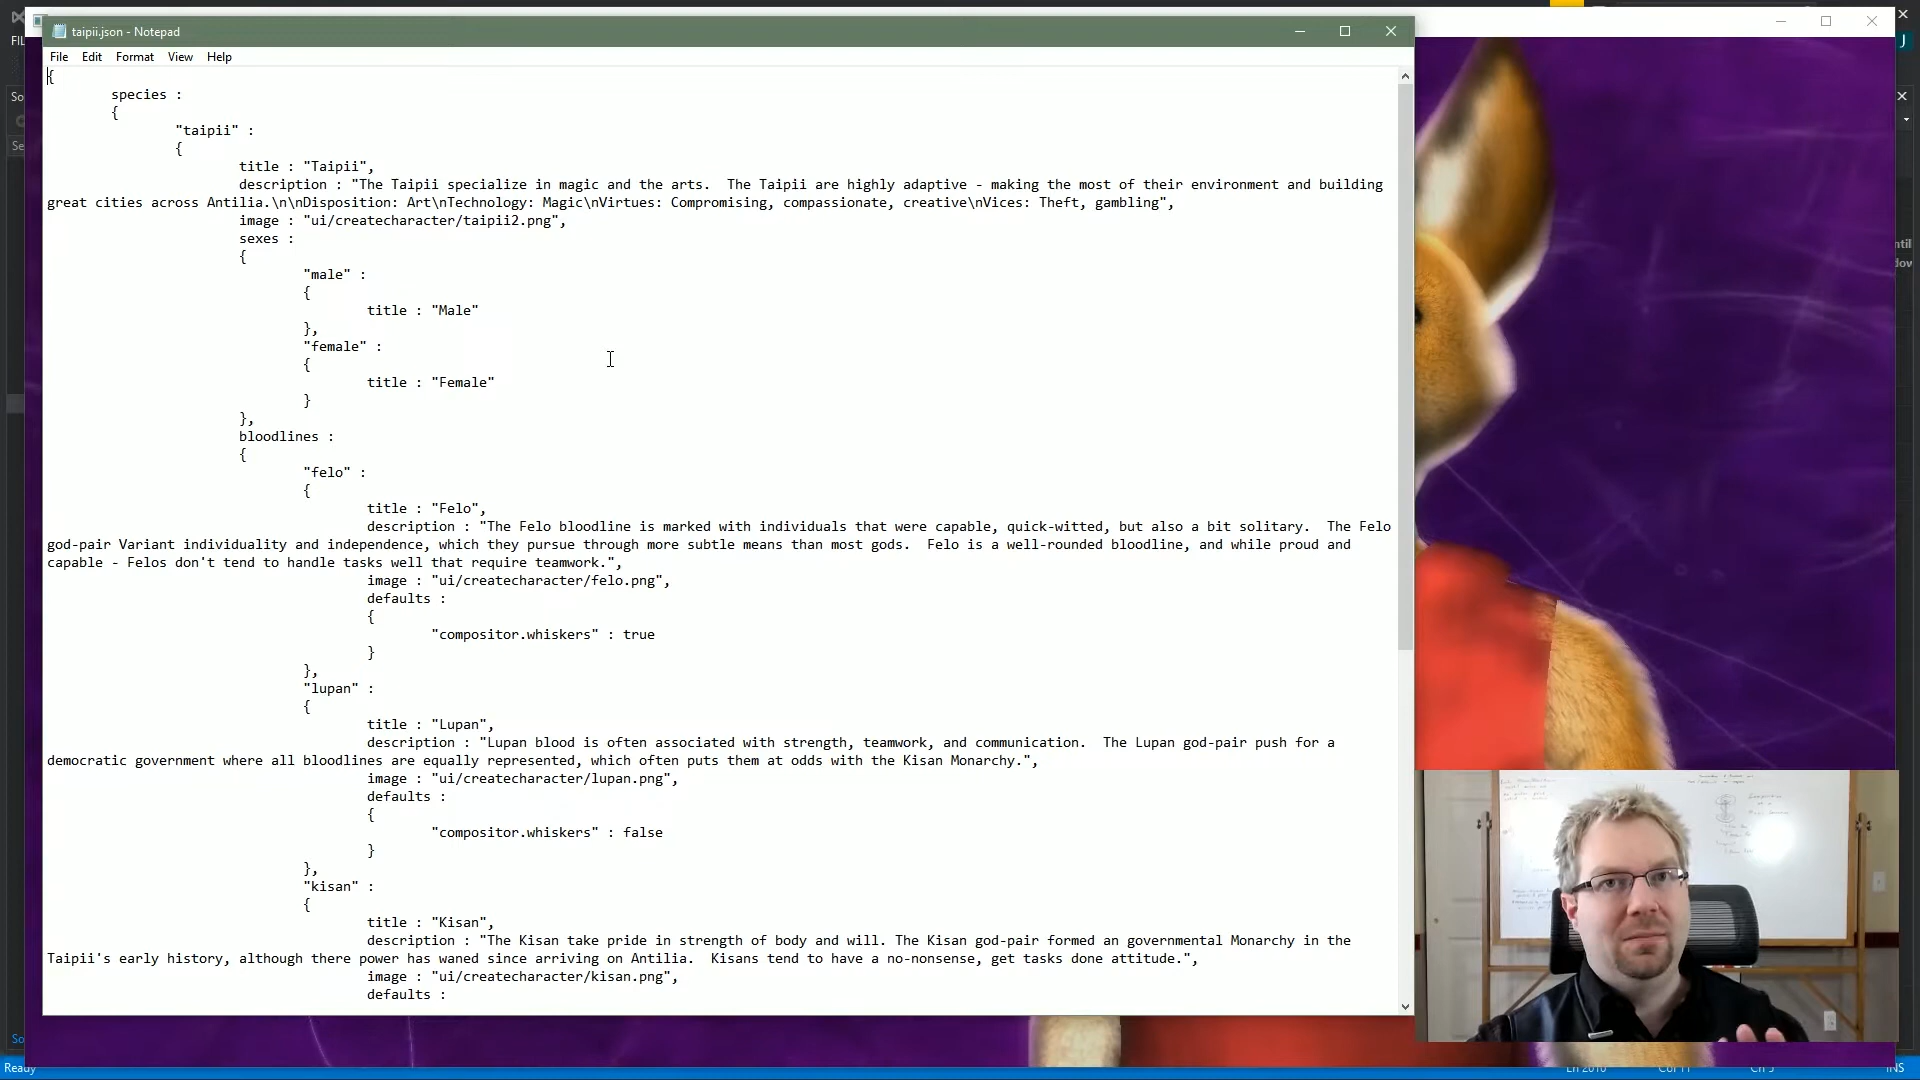 taipii.json - Notepad
FIL
File Edit Format View Help
{
species :
{
"taipii" :
{
title : "Taipii",
description : "The Taipii specialize in magic and the arts.  The Taipii are highly adaptive - making the most of their environment and building
great cities across Antilia.\n\nDisposition: Art\nTechnology: Magic\nVirtues: Compromising, compassionate, creative\nVices: Theft, gambling",
image : "ui/createcharacter/taipii2.png",
sexes :
{
"male" :
{
title : "Male"
},
"female" :
{
title : "Female"
}
},
bloodlines :
{
"felo" :
{
title : "Felo",
description : "The Felo bloodline is marked with individuals that were capable, quick-witted, but also a bit solitary.  The Felo
god-pair Variant individuality and independence, which they pursue through more subtle means than most gods.  Felo is a well-rounded bloodline, and while proud and
capable - Felos don't tend to handle tasks well that require teamwork.",
image : "ui/createcharacter/felo.png",
defaults :
{
"compositor.whiskers" : true
}
},
"lupan" :
{
title : "Lupan",
description : "Lupan blood is often associated with strength, teamwork, and communication.  The Lupan god-pair push for a
democratic government where all bloodlines are equally represented, which often puts them at odds with the Kisan Monarchy.",
image : "ui/createcharacter/lupan.png",
defaults :
{
"compositor.whiskers" : false
}
},
"kisan" :
{
title : "Kisan",
description : "The Kisan take pride in strength of body and will. The Kisan god-pair formed an governmental Monarchy in the
Taipii's early history, although there power has waned since arriving on Antilia.  Kisans tend to have a no-nonsense, get tasks done attitude.",
image : "ui/createcharacter/kisan.png",
defaults :
So
Se
J
So
Ready
INS